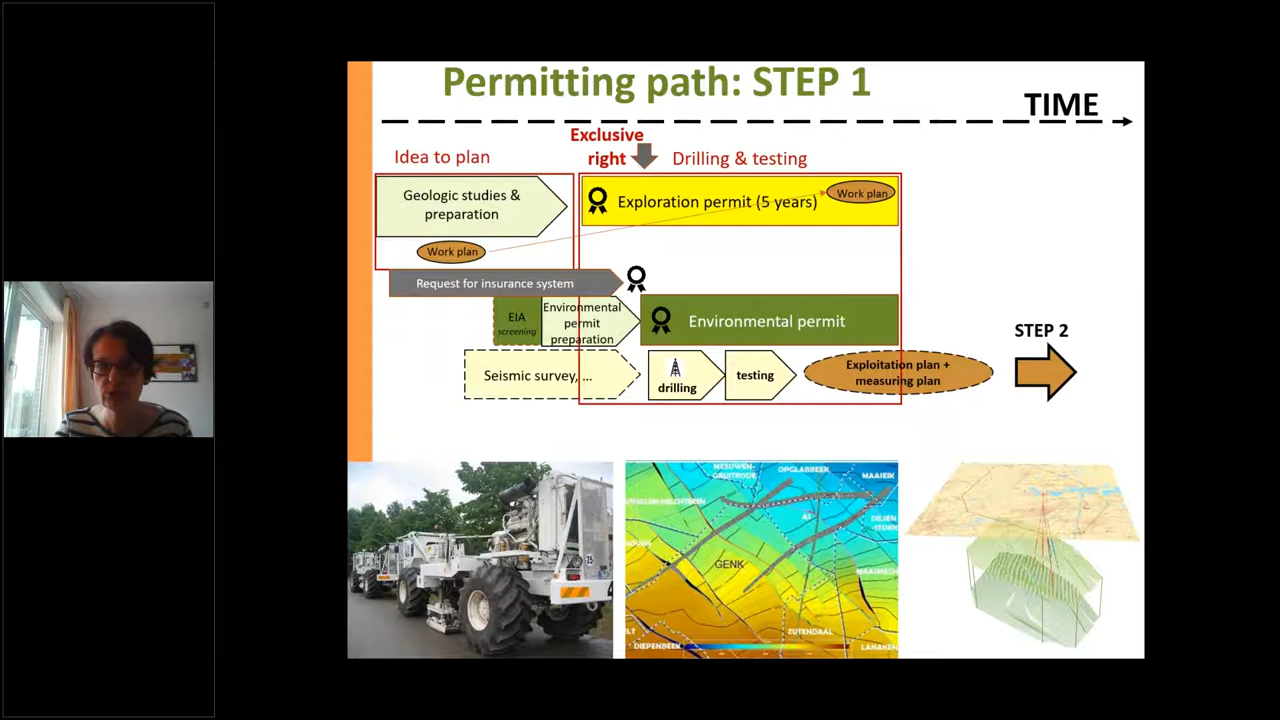 Permitting path: STEP 1
TIME
Exclusive
right
Idea to plan
Drilling & testing
Geologic studies &
preparation
Exploration permit (5 years)
Work plan
Work plan
Request for insurance system
EIA
screening
Environmental
permit
preparation
Environmental permit
STEP 2
Seismic survey, ...
drilling
testing
Exploitation plan +
measuring plan
OPGLABBEEK
MAASEIK
AS
GENK
ZUTENDAAL
DIEPENBEEK
LANAKEN